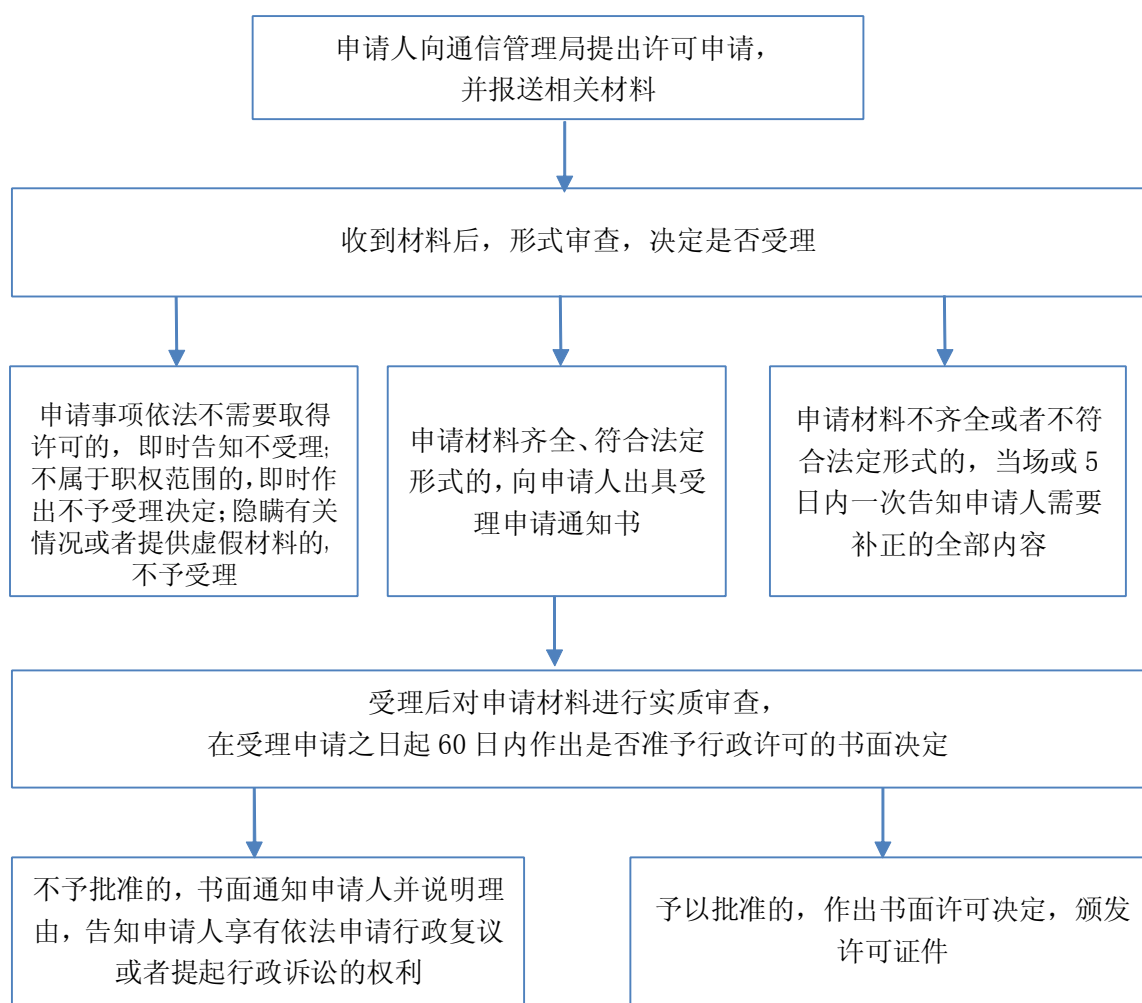 申请人向通信管理局提出许可申请，
并报送相关材料
收到材料后，形式审查，决定是否受理
申请事项依法不需要取得
许可的，即时告知不受理；
不属于职权范围的，即时作
出不予受理决定；隐瞒有关
情况或者提供虚假材料的，
不予受理
申请材料齐全、符合法定
形式的，向申请人出具受
理申请通知书
申请材料不齐全或者不符
合法定形式的，当场或 5
日内一次告知申请人需要
补正的全部内容
受理后对申请材料进行实质审查，
在受理申请之日起 60 日内作出是否准予行政许可的书面决定
不予批准的，书面通知申请人并说明理
由，告知申请人享有依法申请行政复议
或者提起行政诉讼的权利
予以批准的，作出书面许可决定，颁发
许可证件